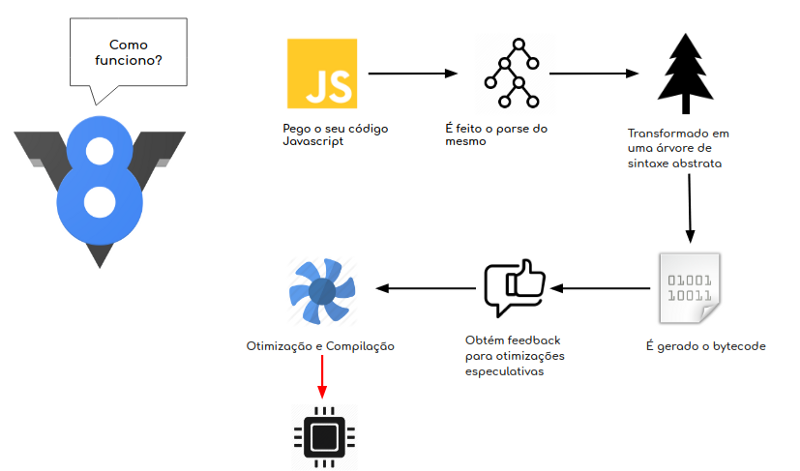 Como
funciono?
8
JS
Pego o seu código
Javascript
É feito o parse do
mesmo
Transformado em
uma árvore de
sintaxe abstrata
01001
10011
É gerado o bytecode
Obtém feedback
para otimizações
especulativas
Otimização e Compilação